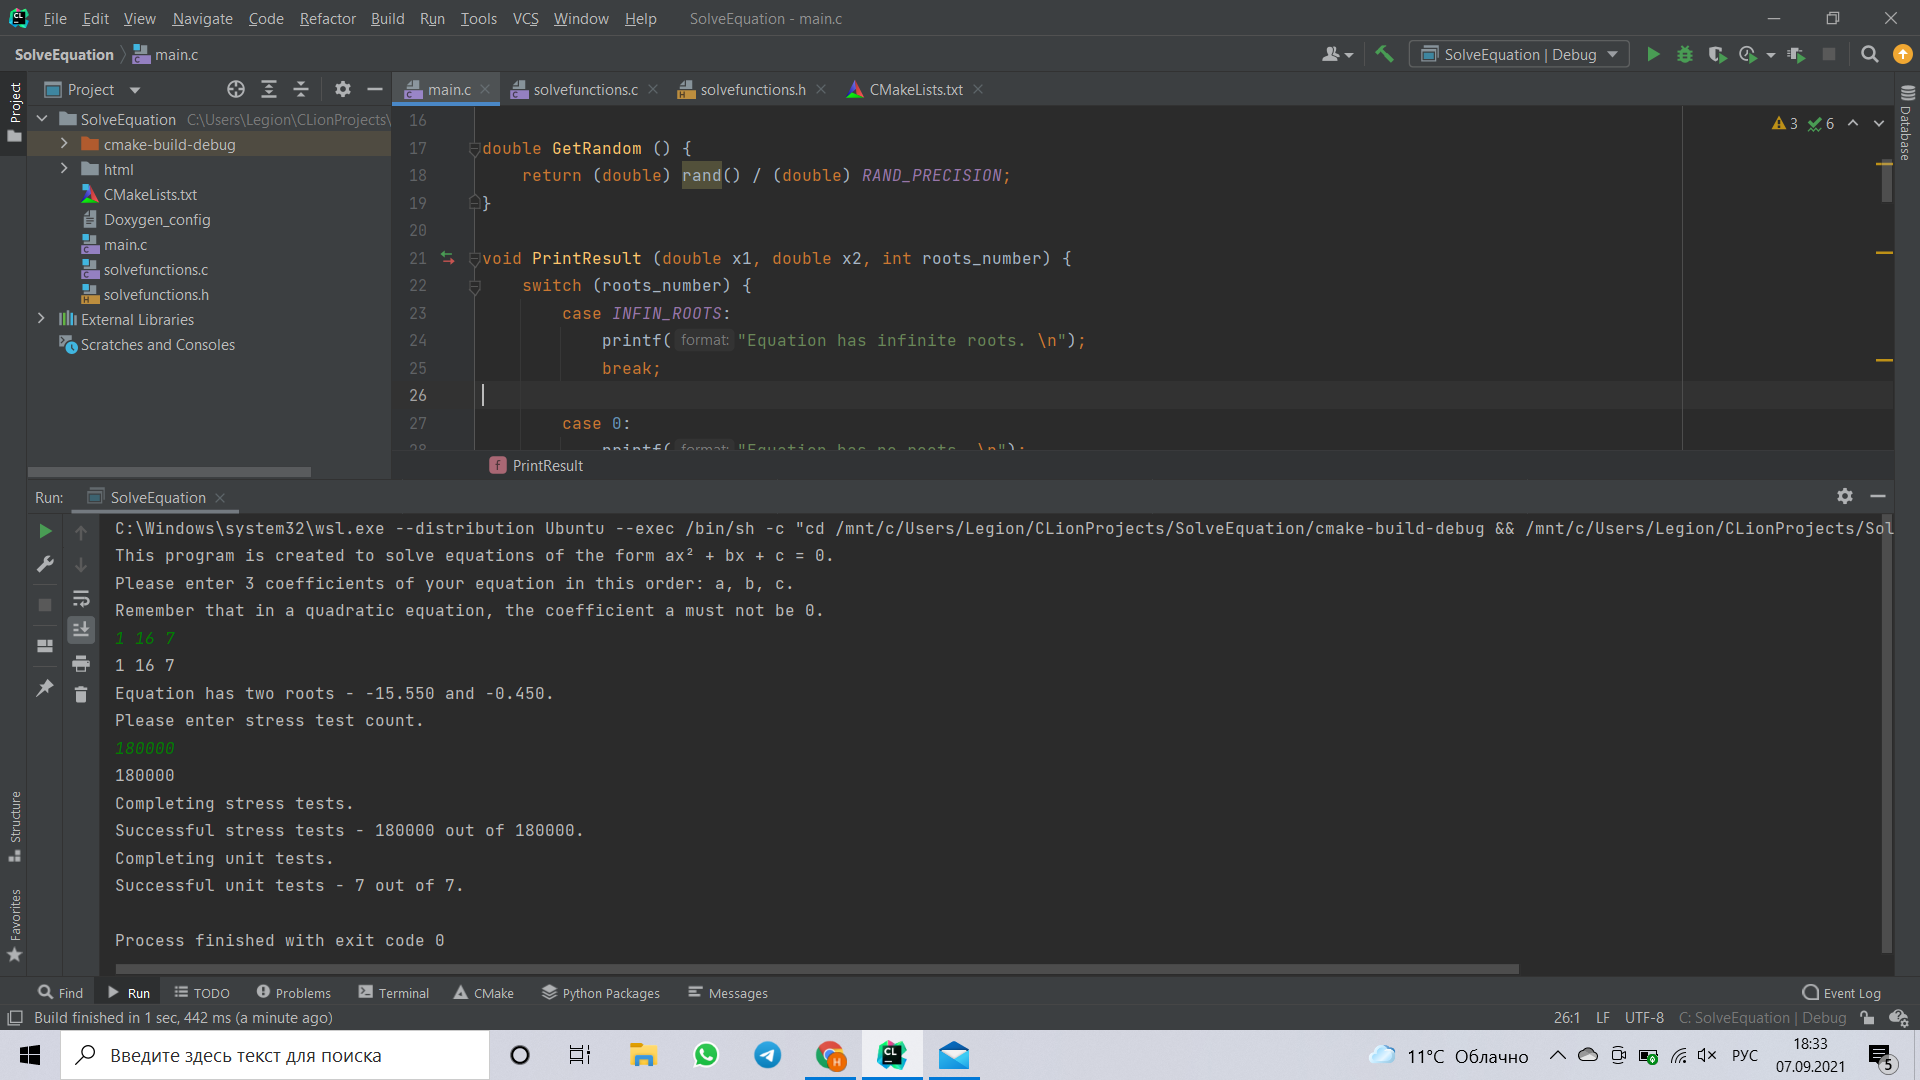 File Edit View Navigate Code Refactor Build Run Tools VCS Window Help SolveEquation - main.c
SolveEquation main.c SolveEquation | Debug
Project main.c solvefunctions.c solvefunctions.h CMakeLists.txt
Project
Database
SolveEquation C:\Users\Legion\CLionProjects\
cmake-build-debug
html
CMakeLists.txt
Doxygen_config
main.c
solvefunctions.c
solvefunctions.h
External Libraries
Scratches and Consoles
3 6
16
17 double GetRandom () {
18 return (double) rand() / (double) RAND_PRECISION;
19 }
20
21 void PrintResult (double x1, double x2, int roots_number) {
22 switch (roots_number) {
23 case INFIN_ROOTS:
24 printf( format: "Equation has infinite roots. \n");
25 break;
26
27 case 0:
28 printf( format: "Equation has no roots. \n");
f PrintResult
Run: SolveEquation
C:\Windows\system32\wsl.exe --distribution Ubuntu --exec /bin/sh -c "cd /mnt/c/Users/Legion/CLionProjects/SolveEquation/cmake-build-debug && /mnt/c/Users/Legion/CLionProjects/Sol
This program is created to solve equations of the form ax² + bx + c = 0.
Please enter 3 coefficients of your equation in this order: a, b, c.
Remember that in a quadratic equation, the coefficient a must not be 0.
1 16 7
1 16 7
Equation has two roots - -15.550 and -0.450.
Please enter stress test count.
180000
180000
Completing stress tests.
Successful stress tests - 180000 out of 180000.
Completing unit tests.
Successful unit tests - 7 out of 7.
Process finished with exit code 0
Structure
Favorites
Find Run TODO Problems Terminal CMake Python Packages Messages Event Log
Build finished in 1 sec, 442 ms (a minute ago) 26:1 LF UTF-8 C: SolveEquation | Debug
Введите здесь текст для поиска 11°C Облачно РУС 18:33
07.09.2021 5